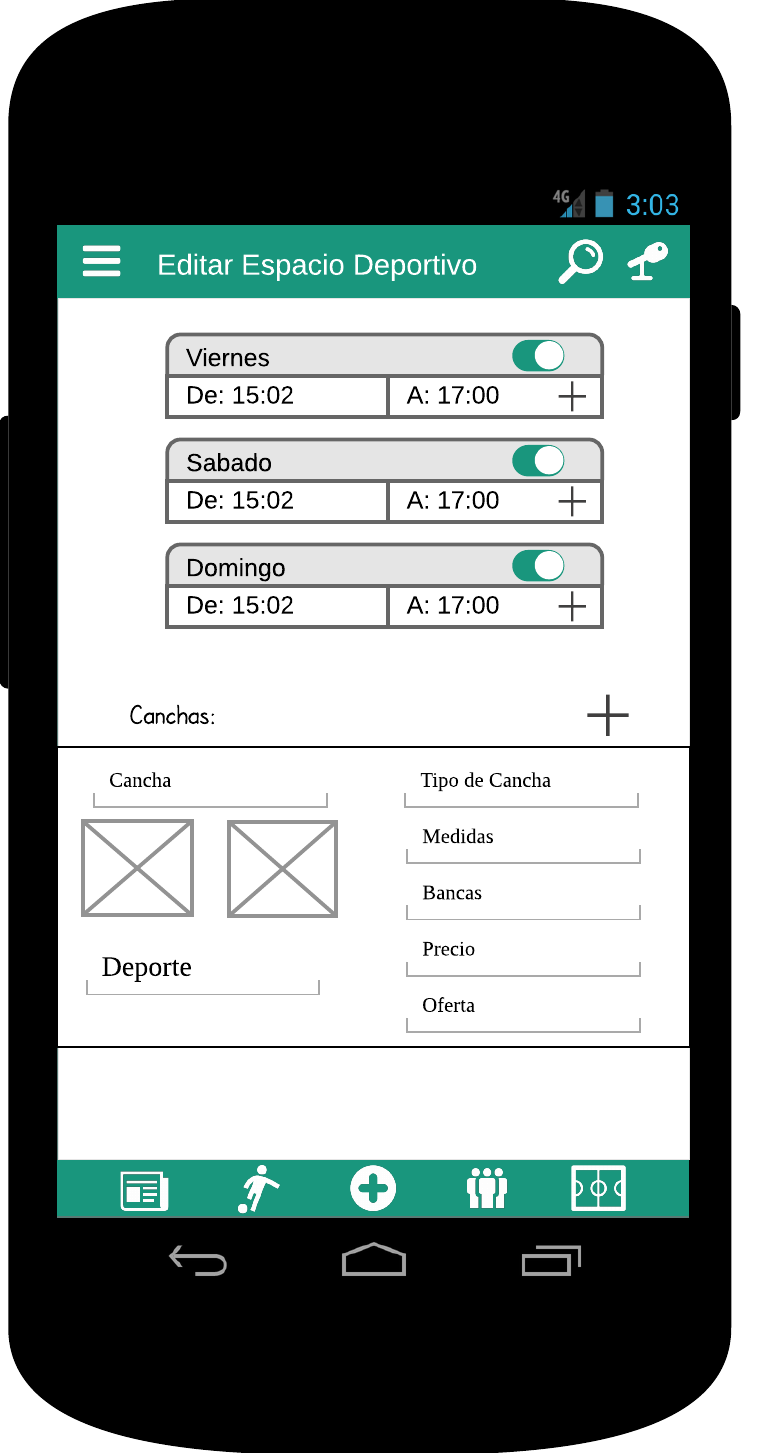 4G 3:03
Editar Espacio Deportivo
Viernes
De: 15:02 A: 17:00
Sabado
De: 15:02 A: 17:00
Domingo
De: 15:02 A: 17:00
Canchas:
Cancha
Tipo de Cancha
Medidas
Bancas
Precio
Deporte
Oferta